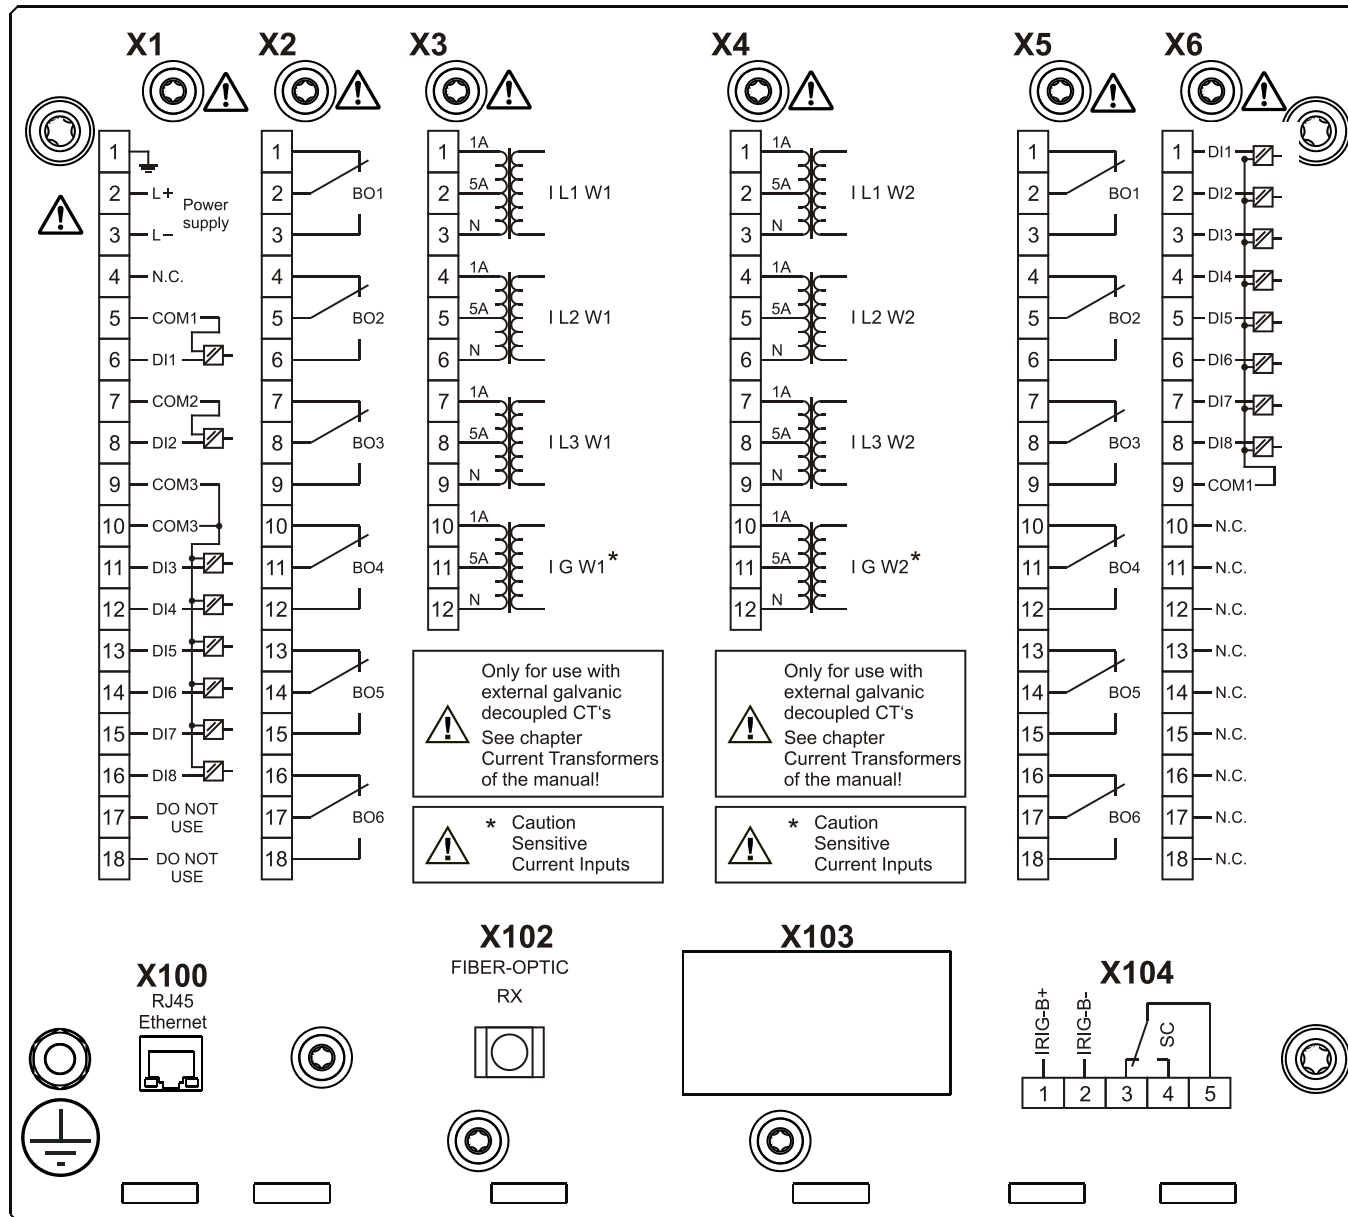 X1 X2 X3 X4 X5 X6
1 1 1 1A I L1 W1 1 1A I L1 W2 1 1 DI1
2 L+ Power supply 2 BO1 2 5A 2 5A 2 BO1 2 DI2
3 L– 3 3 N 3 N 3 3 DI3
4 N.C. 4 4 1A 4 1A 4 4 DI4
5 COM1 5 BO2 5 5A I L2 W1 5 5A I L2 W2 5 BO2 5 DI5
6 DI1 6 6 N 6 N 6 6 DI6
7 COM2 7 7 1A 7 1A 7 7 DI7
8 DI2 8 BO3 8 5A I L3 W1 8 5A I L3 W2 8 BO3 8 DI8
9 COM3 9 9 N 9 N 9 9 COM1
10 COM3 10 10 1A 10 1A 10 10 N.C.
11 DI3 11 BO4 11 5A I G W1* 11 5A I G W2* 11 BO4 11 N.C.
12 DI4 12 12 N 12 N 12 12 N.C.
13 DI5 13 13 13 N.C.
14 DI6 14 BO5 14 BO5 14 N.C.
15 DI7 15 15 15 N.C.
16 DI8 16 16 16 N.C.
17 DO NOT USE 17 BO6 17 BO6 17 N.C.
18 DO NOT USE 18 18 18 N.C.
Only for use with
external galvanic
decoupled CT‘s
See chapter
Current Transformers
of the manual!
* Caution
Sensitive
Current Inputs
Only for use with
external galvanic
decoupled CT‘s
See chapter
Current Transformers
of the manual!
* Caution
Sensitive
Current Inputs
X100
RJ45
Ethernet
X102
FIBER-OPTIC
RX
X103
X104
IRIG-B+
IRIG-B-
SC
1 2 3 4 5